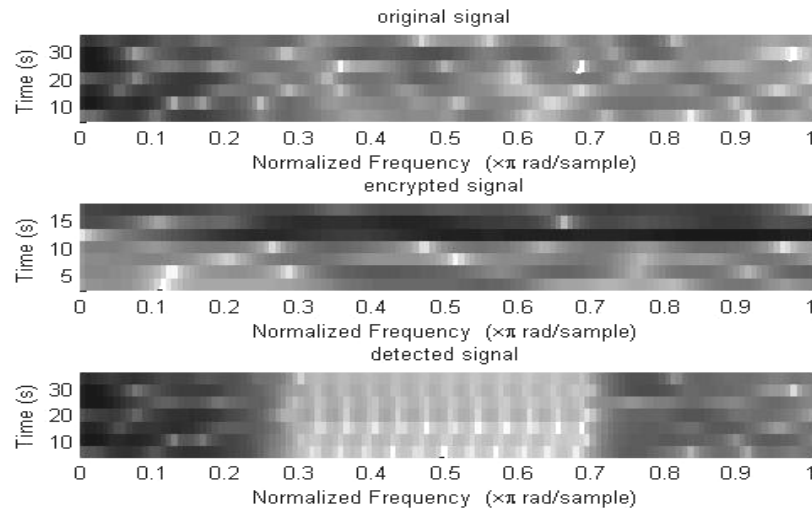 original signal
Time (s)
30
20
10
0 0.1 0.2 0.3 0.4 0.5 0.6 0.7 0.8 0.9 1
Normalized Frequency (×π rad/sample)
encrypted signal
Time (s)
15
10
5
0 0.1 0.2 0.3 0.4 0.5 0.6 0.7 0.8 0.9 1
Normalized Frequency (×π rad/sample)
detected signal
Time (s)
30
20
10
0 0.1 0.2 0.3 0.4 0.5 0.6 0.7 0.8 0.9 1
Normalized Frequency (×π rad/sample)